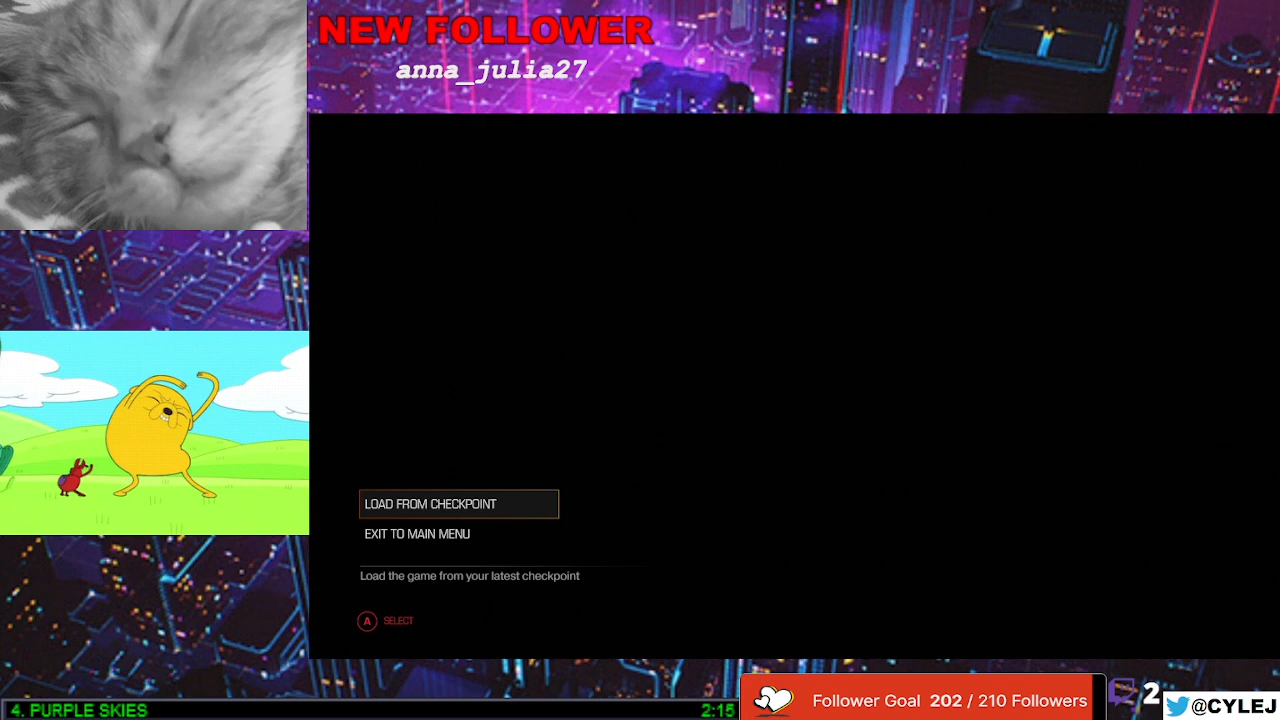 NEW FOLLOWER
anna_julia27
LOAD FROM CHECKPOINT
EXIT TO MAIN MENU
Load the game from your latest checkpoint
A SELECT
4. PURPLE SKIES 2:15
Follower Goal 202 / 210 Followers
2
@CYLEJ